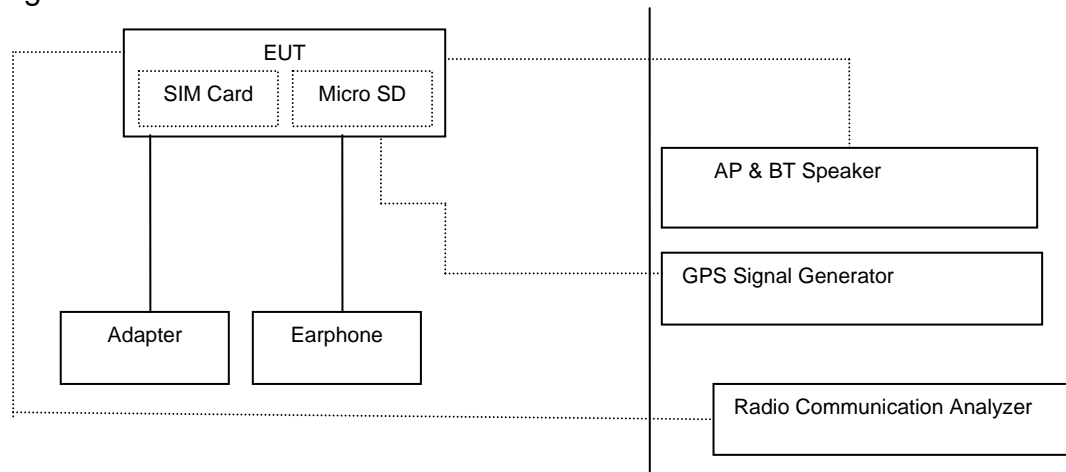 EUT
SIM Card
Micro SD
AP & BT Speaker
GPS Signal Generator
Adapter
Earphone
Radio Communication Analyzer